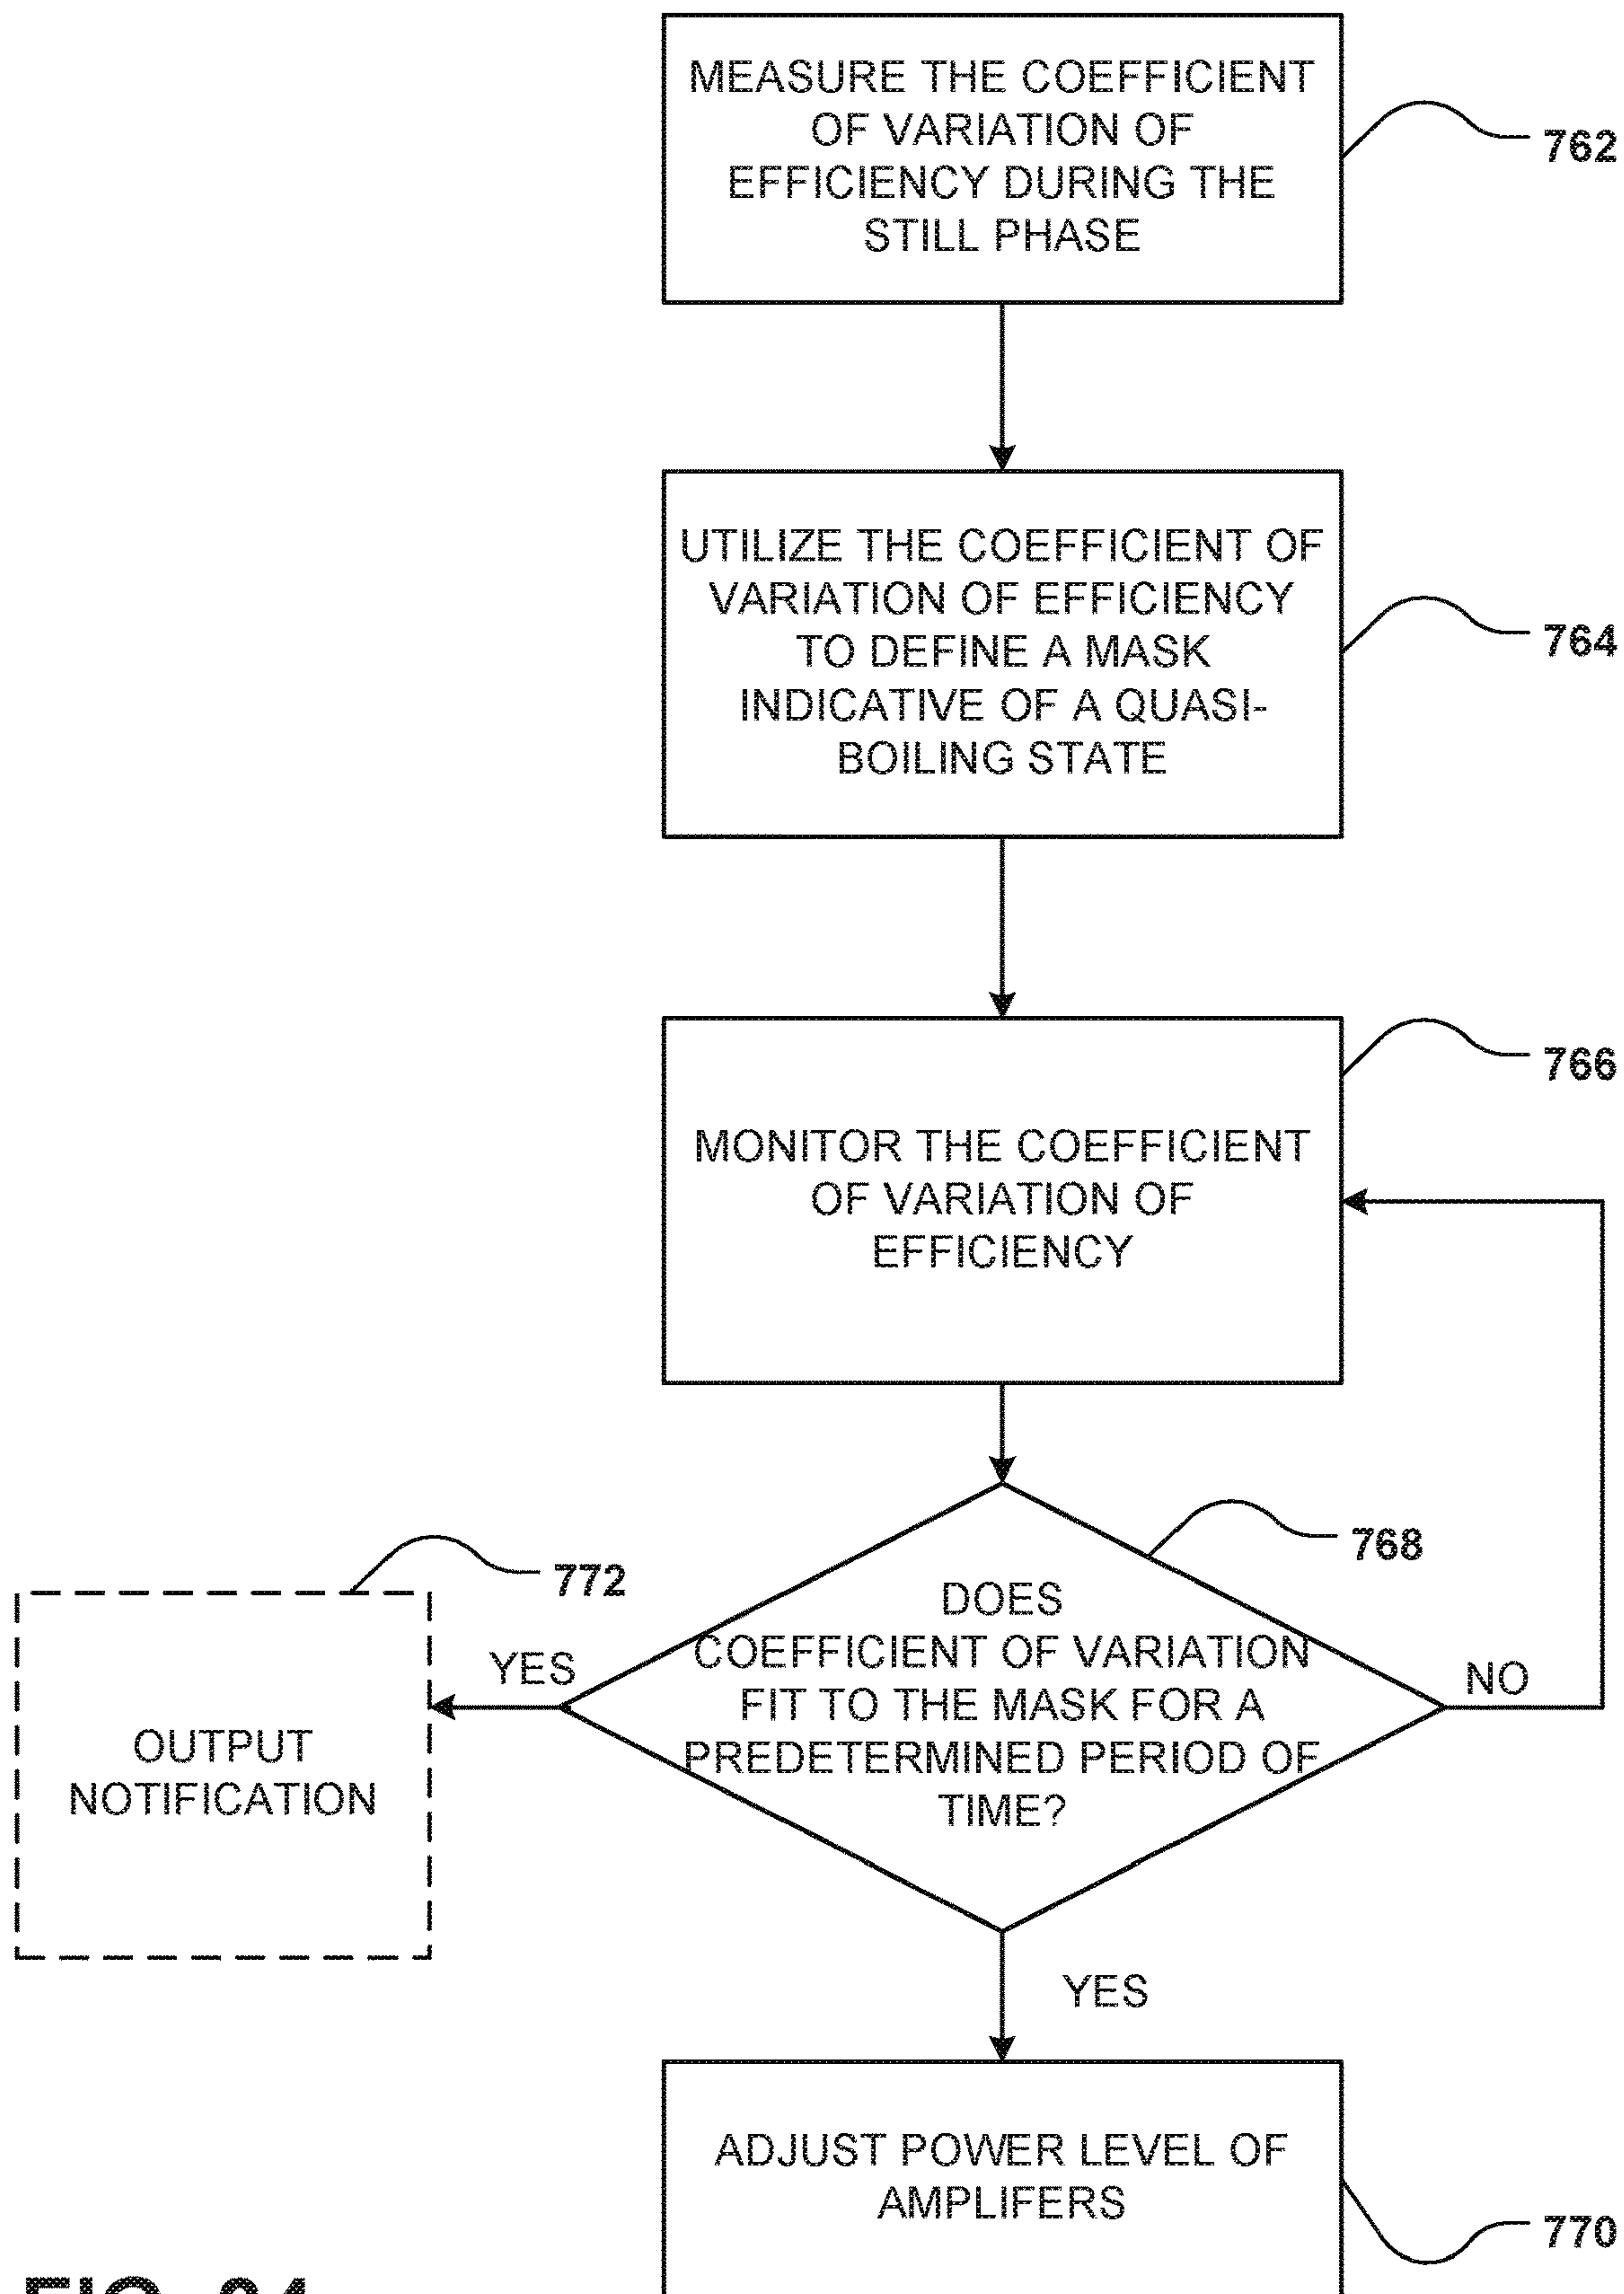 MEASURE THE COEFFICIENT
OF VARIATION OF
EFFICIENCY DURING THE
STILL PHASE
762
UTILIZE THE COEFFICIENT OF
VARIATION OF EFFICIENCY
TO DEFINE A MASK
INDICATIVE OF A QUASI-
BOILING STATE
764
766
MONITOR THE COEFFICIENT
OF VARIATION OF
EFFICIENCY
768
772
DOES
COEFFICIENT OF VARIATION
FIT TO THE MASK FOR A
PREDETERMINED PERIOD OF
TIME?
YES
NO
OUTPUT
NOTIFICATION
YES
ADJUST POWER LEVEL OF
AMPLIFERS
770